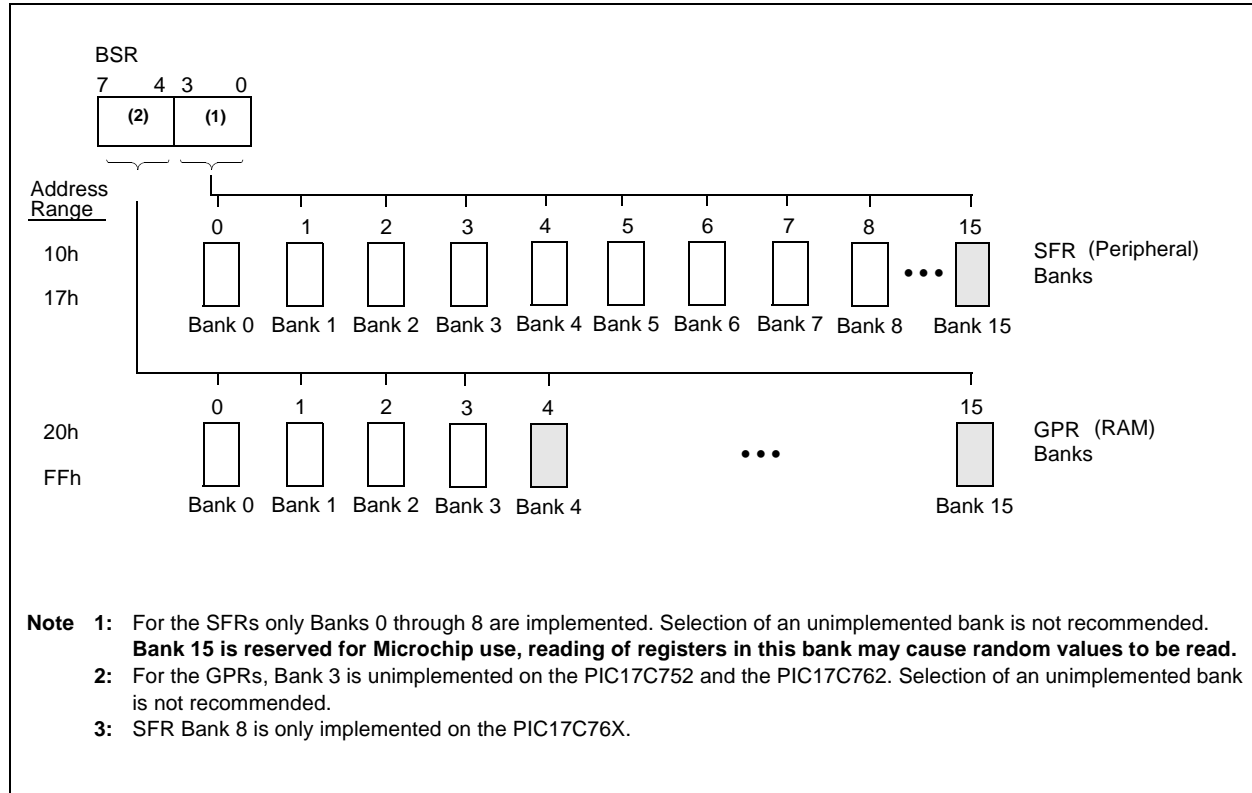 BSR
7 4 3 0
(2) (1)
Address
Range
0 1 2 3 4 5 6 7 8 15
10h
17h
•••
SFR (Peripheral)
Banks
Bank 0 Bank 1 Bank 2 Bank 3 Bank 4 Bank 5 Bank 6 Bank 7 Bank 8 Bank 15
0 1 2 3 4 15
20h
FFh
•••
GPR (RAM)
Banks
Bank 0 Bank 1 Bank 2 Bank 3 Bank 4 Bank 15
Note 1: For the SFRs only Banks 0 through 8 are implemented. Selection of an unimplemented bank is not recommended.
Bank 15 is reserved for Microchip use, reading of registers in this bank may cause random values to be read.
2: For the GPRs, Bank 3 is unimplemented on the PIC17C752 and the PIC17C762. Selection of an unimplemented bank
is not recommended.
3: SFR Bank 8 is only implemented on the PIC17C76X.